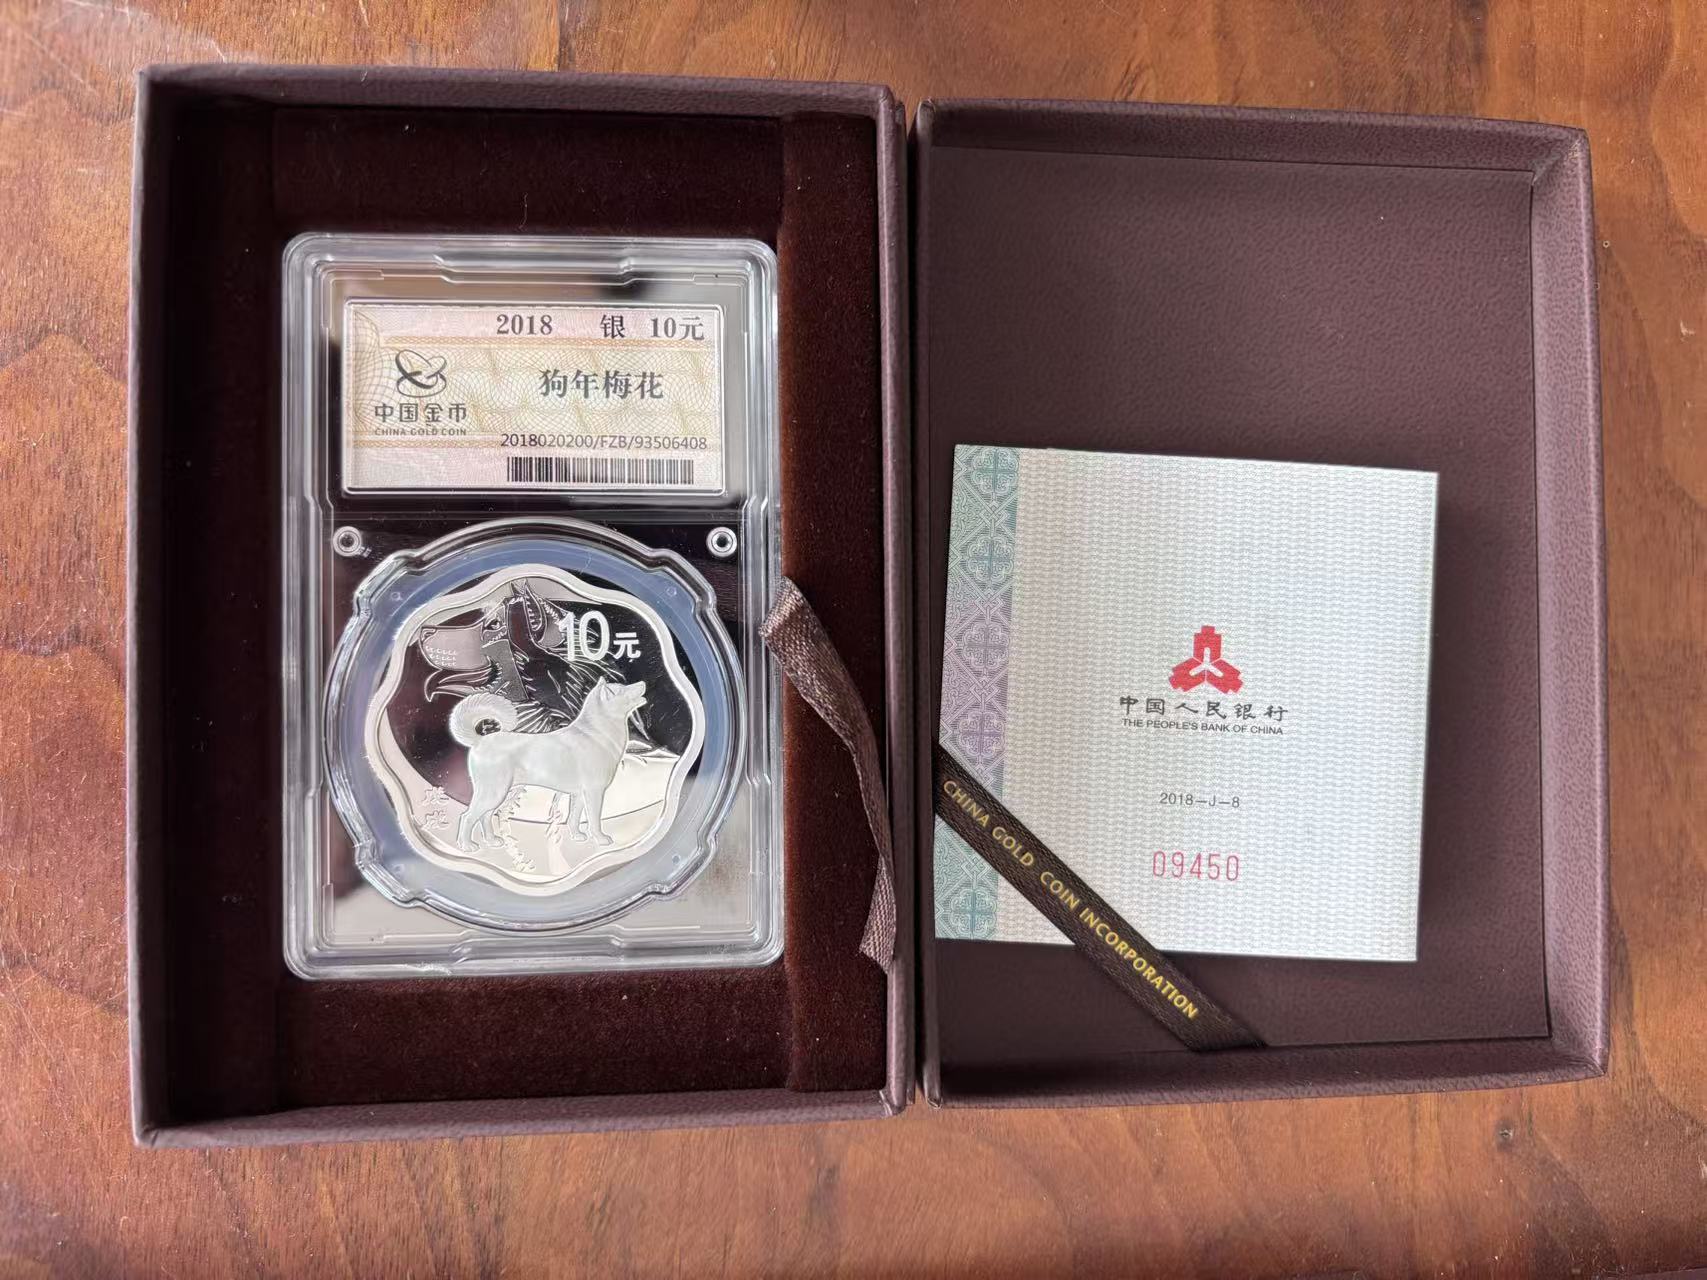 2018 银 10元
中国金币
CHINA GOLD COIN
狗年梅花
2018020200/FZB/93506408
10元
戊戌
中国人民银行
THE PEOPLE'S BANK OF CHINA
2018-J-8
09450
CHINA GOLD COIN INCORPORATION